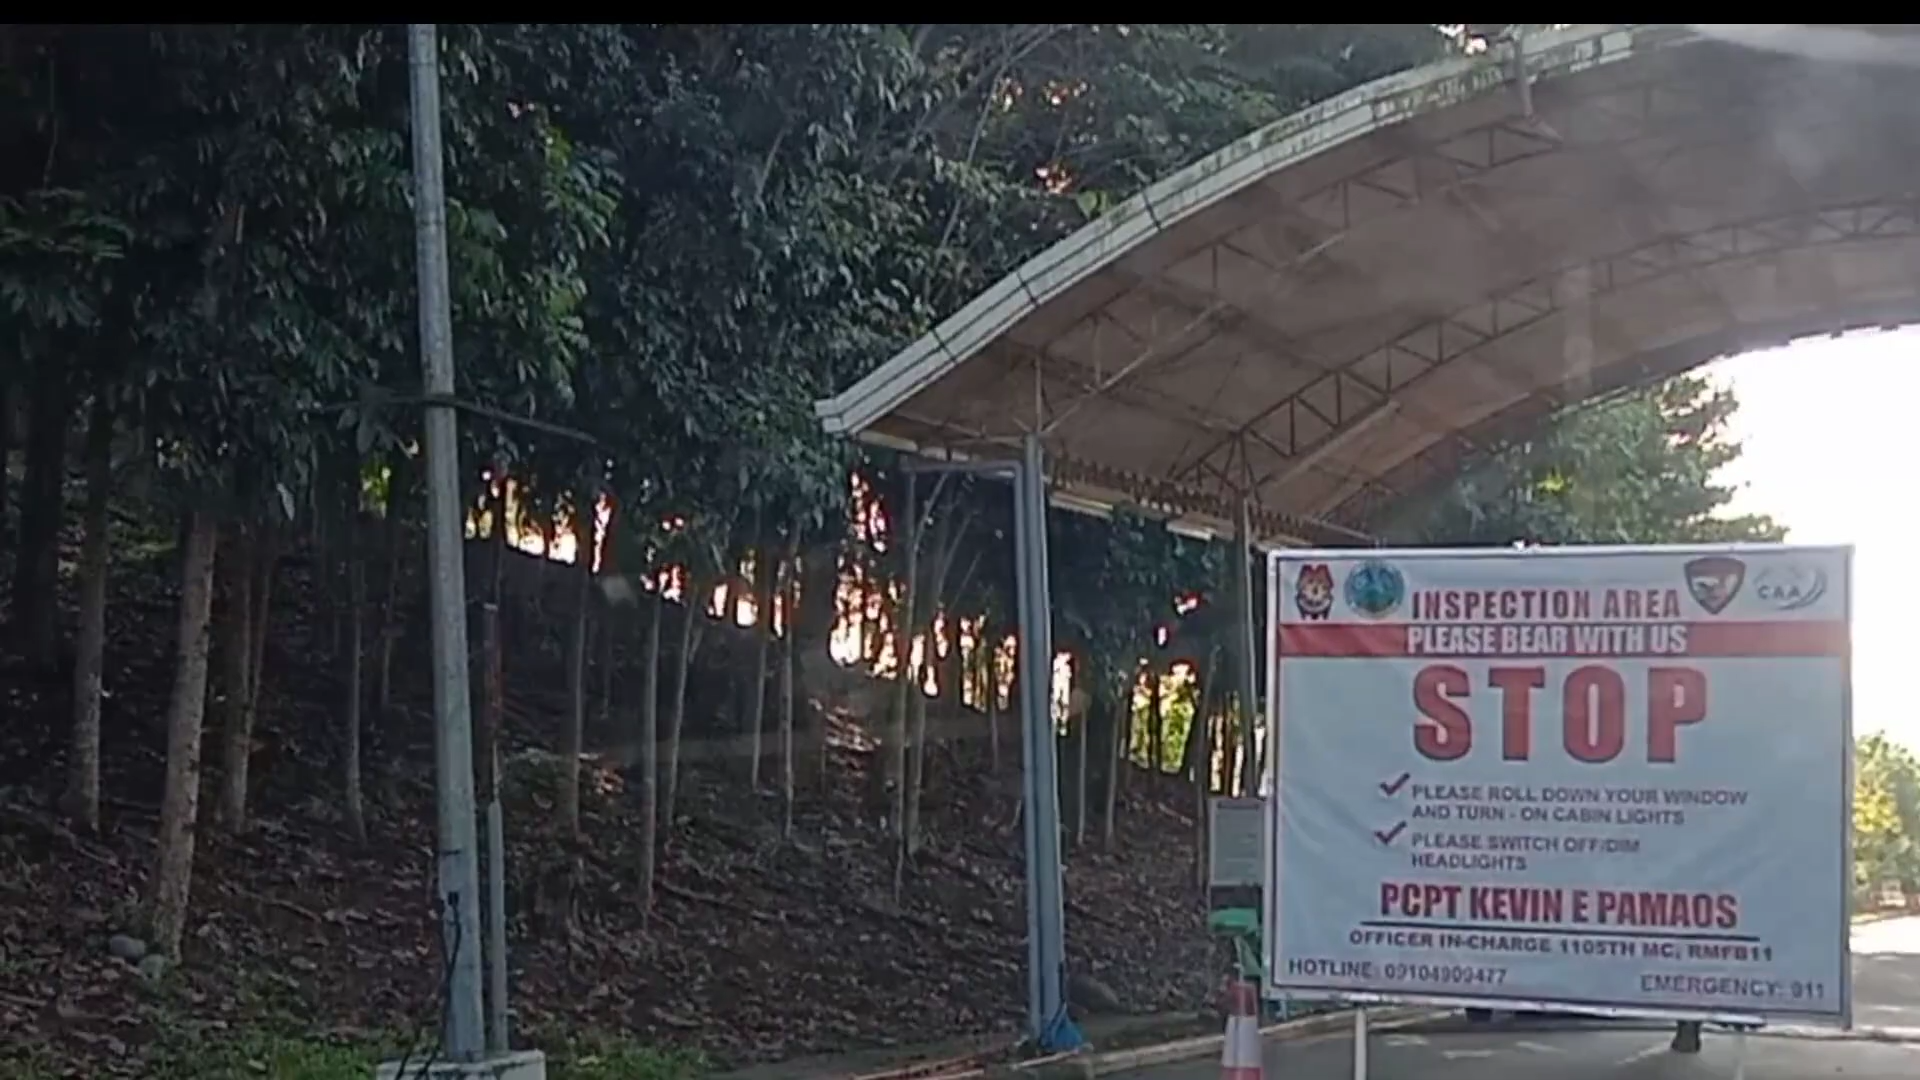 CAA
INSPECTION AREA
PLEASE BEAR WITH US
STOP
PLEASE ROLL DOWN YOUR WINDOW
AND TURN - ON CABIN LIGHTS
PLEASE SWITCH OFF/DIM
HEADLIGHTS
PCPT KEVIN E PAMAOS
OFFICER IN-CHARGE 1105TH MC, RMFB11
HOTLINE: 09104909477
EMERGENCY: 911